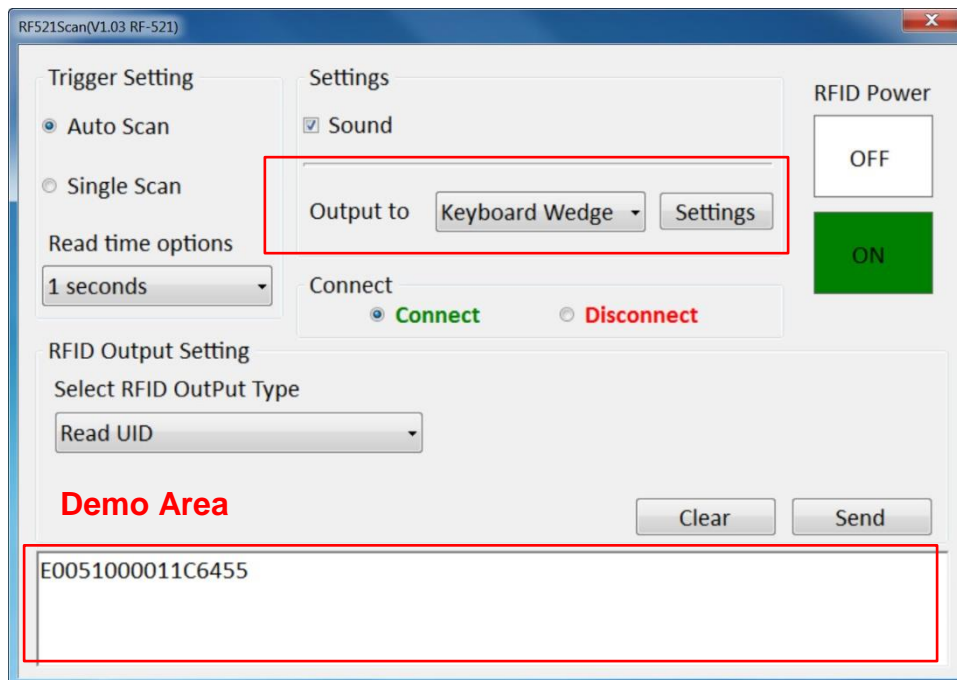 RF521Scan(V1.03 RF-521)
Trigger Setting
Auto Scan
Single Scan
Read time options
1 seconds
Settings
Sound
Output to Keyboard Wedge Settings
Connect
Connect Disconnect
RFID Power
OFF
ON
RFID Output Setting
Select RFID OutPut Type
Read UID
Demo Area
Clear Send
E0051000011C6455